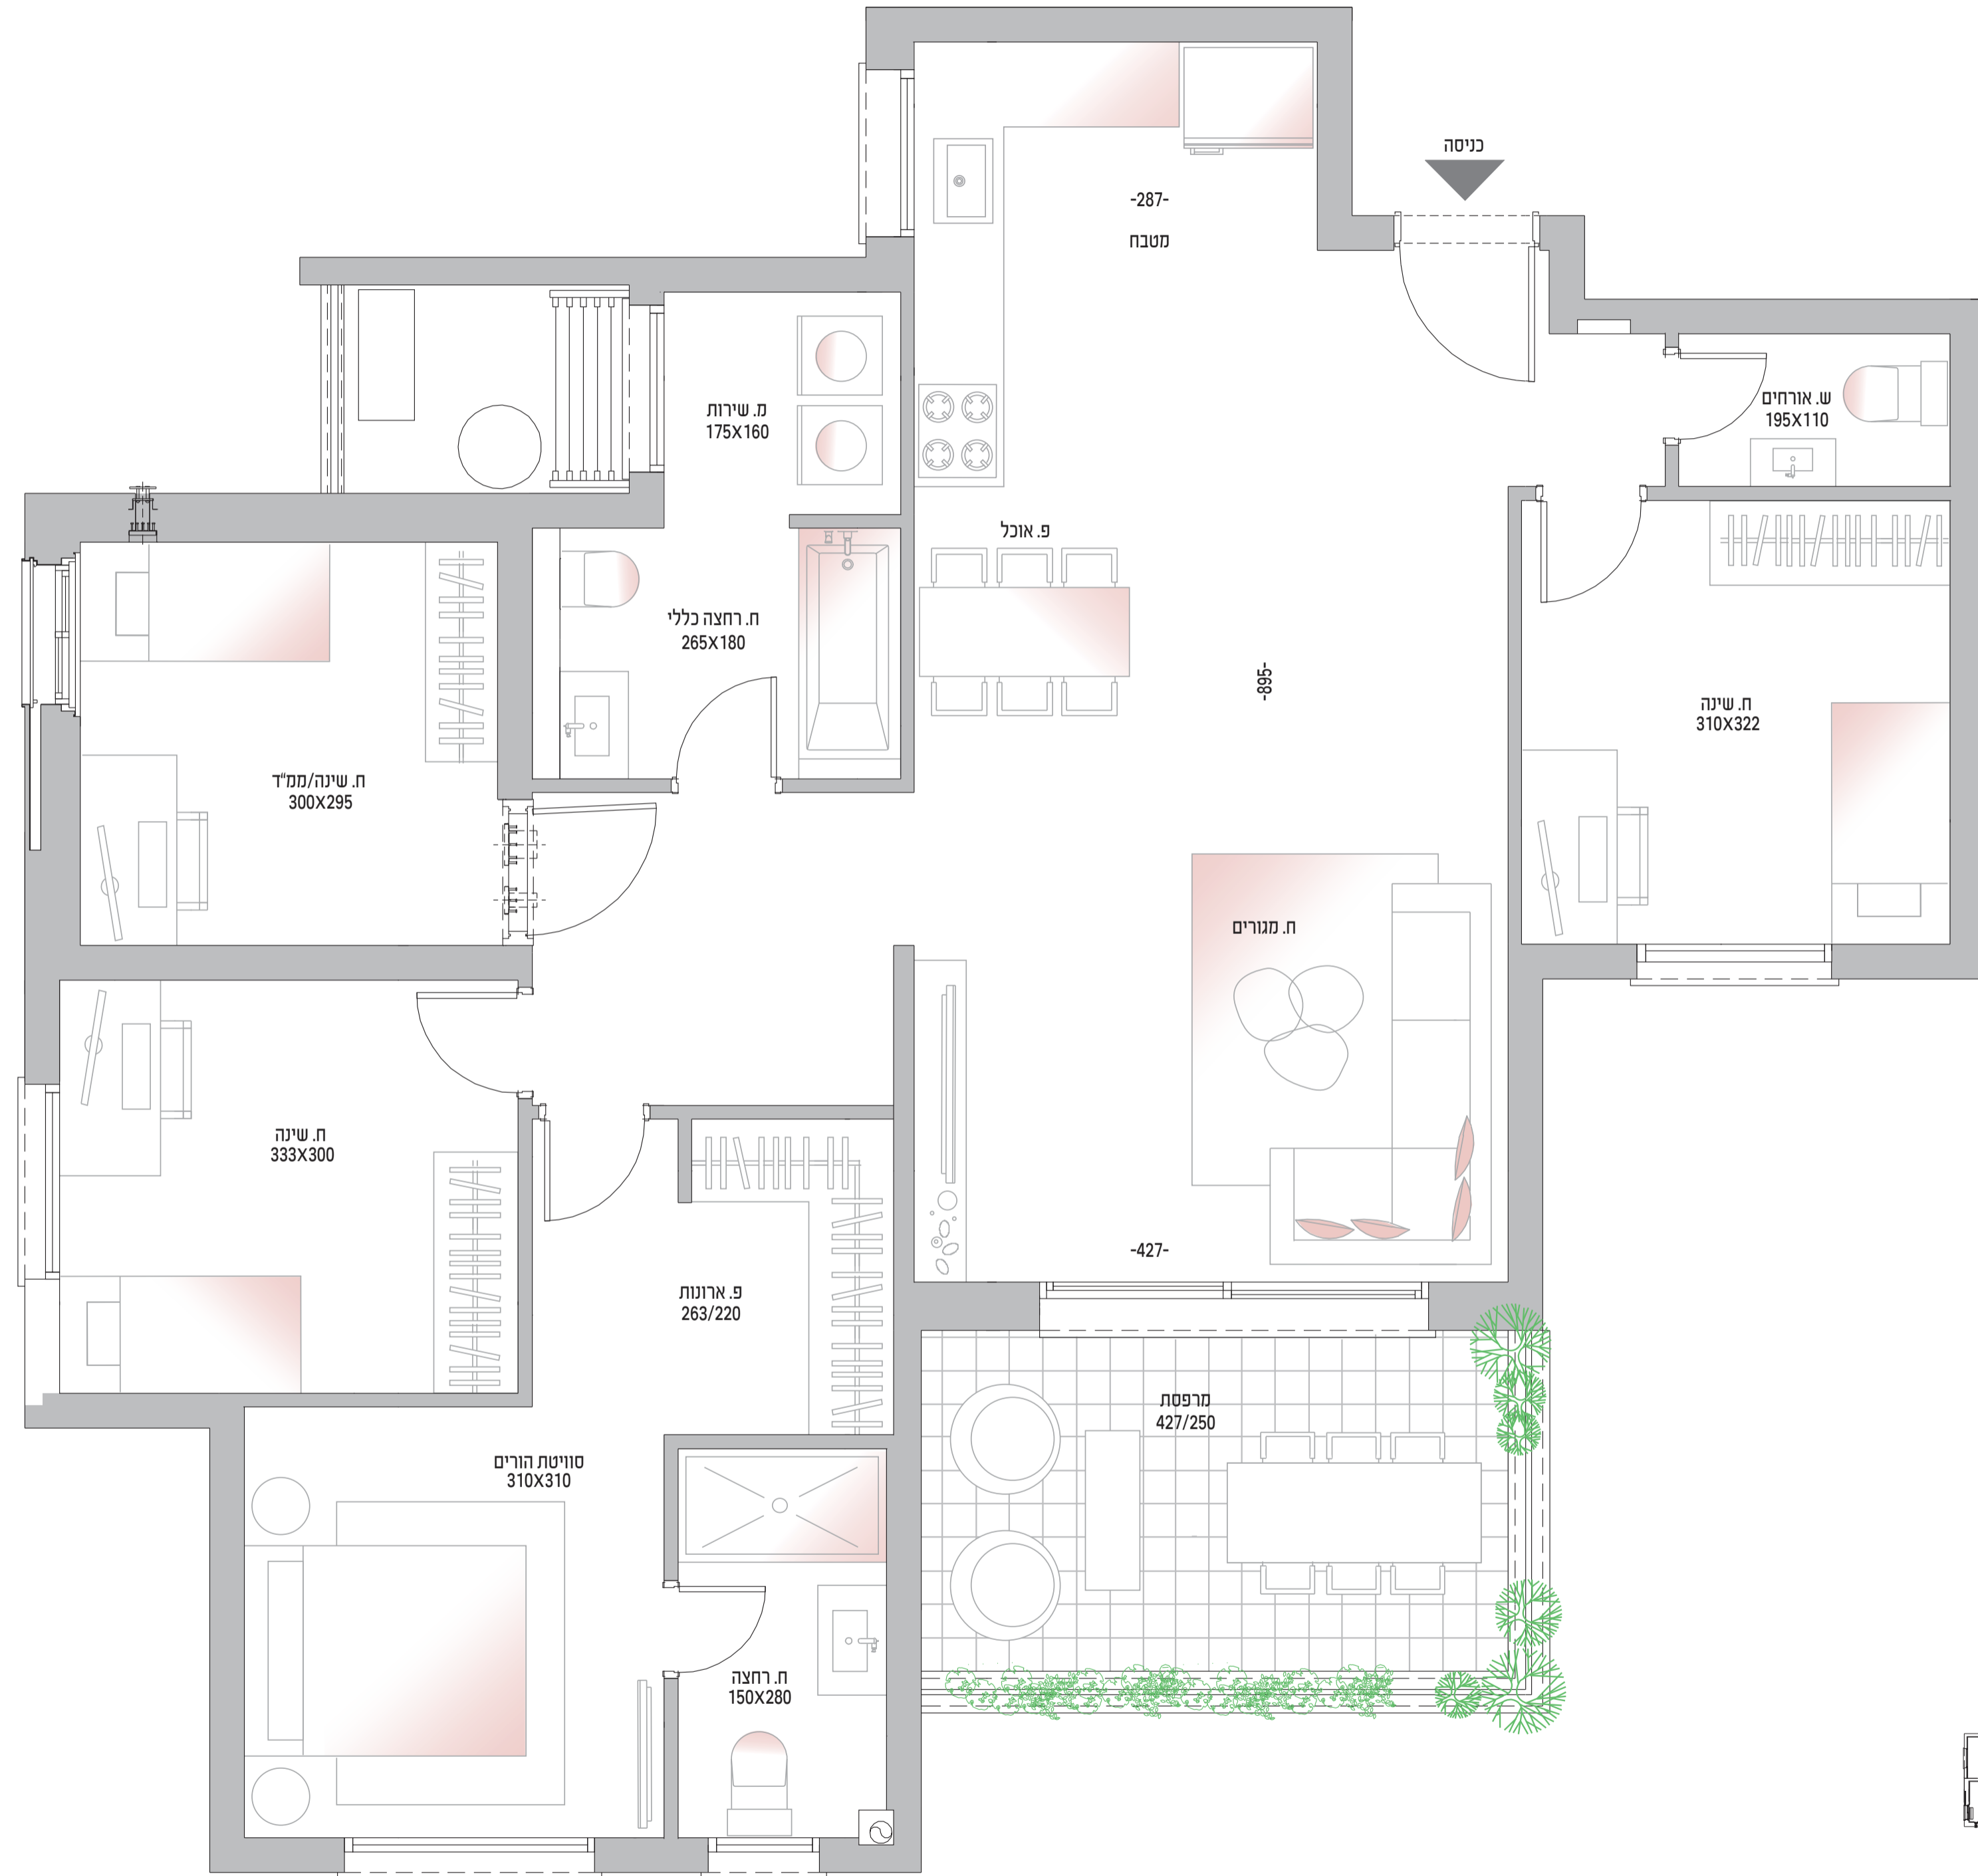 כניסה
-287-
מטבח
ש. אורחים
195X110
מ. שירות
175X160
פ. אוכל
ח. רחצה כללי
265X180
-895-
ח. שינה
310X322
ח. שינה/ממ"ד
300X295
ח. מגורים
ח. שינה
333X300
-427-
פ. ארונות
263/220
מרפסת
427/250
סוויטת הורים
310X310
ח. רחצה
150X280